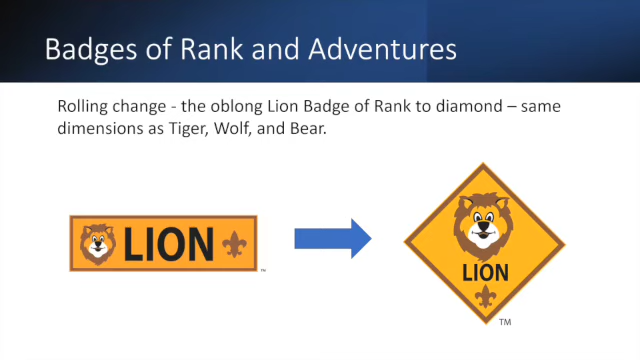 Badges of Rank and Adventures
Rolling change - the oblong Lion Badge of Rank to diamond – same
dimensions as Tiger, Wolf, and Bear.
LION
TM
LION
TM